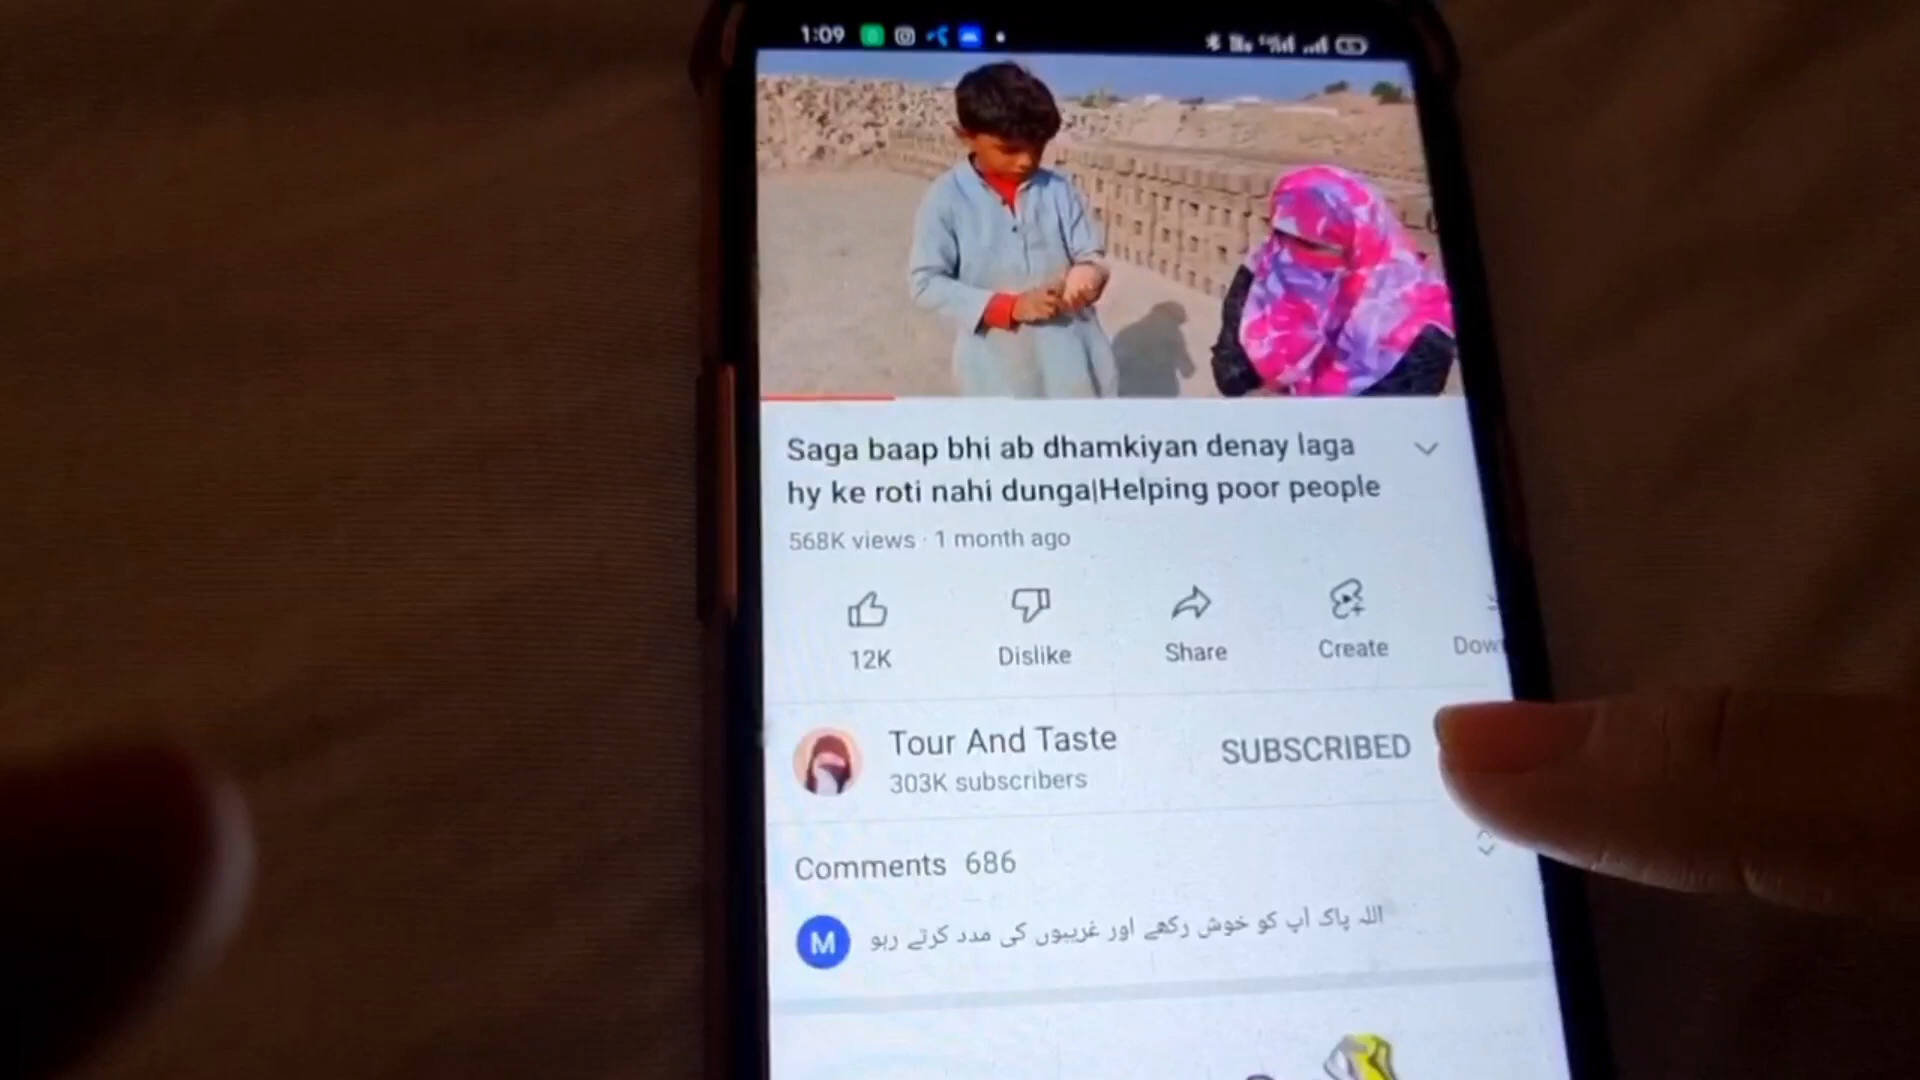 1:09
Saga baap bhi ab dhamkiyan denay laga
hy ke roti nahi dunga|Helping poor people
568K views · 1 month ago
12K Dislike Share Create
Tour And Taste
303K subscribers
SUBSCRIBED
Comments 686
M
اللہ پاک آپ کو خوش رکھے اور غریبوں کی مدد کرتے رہو